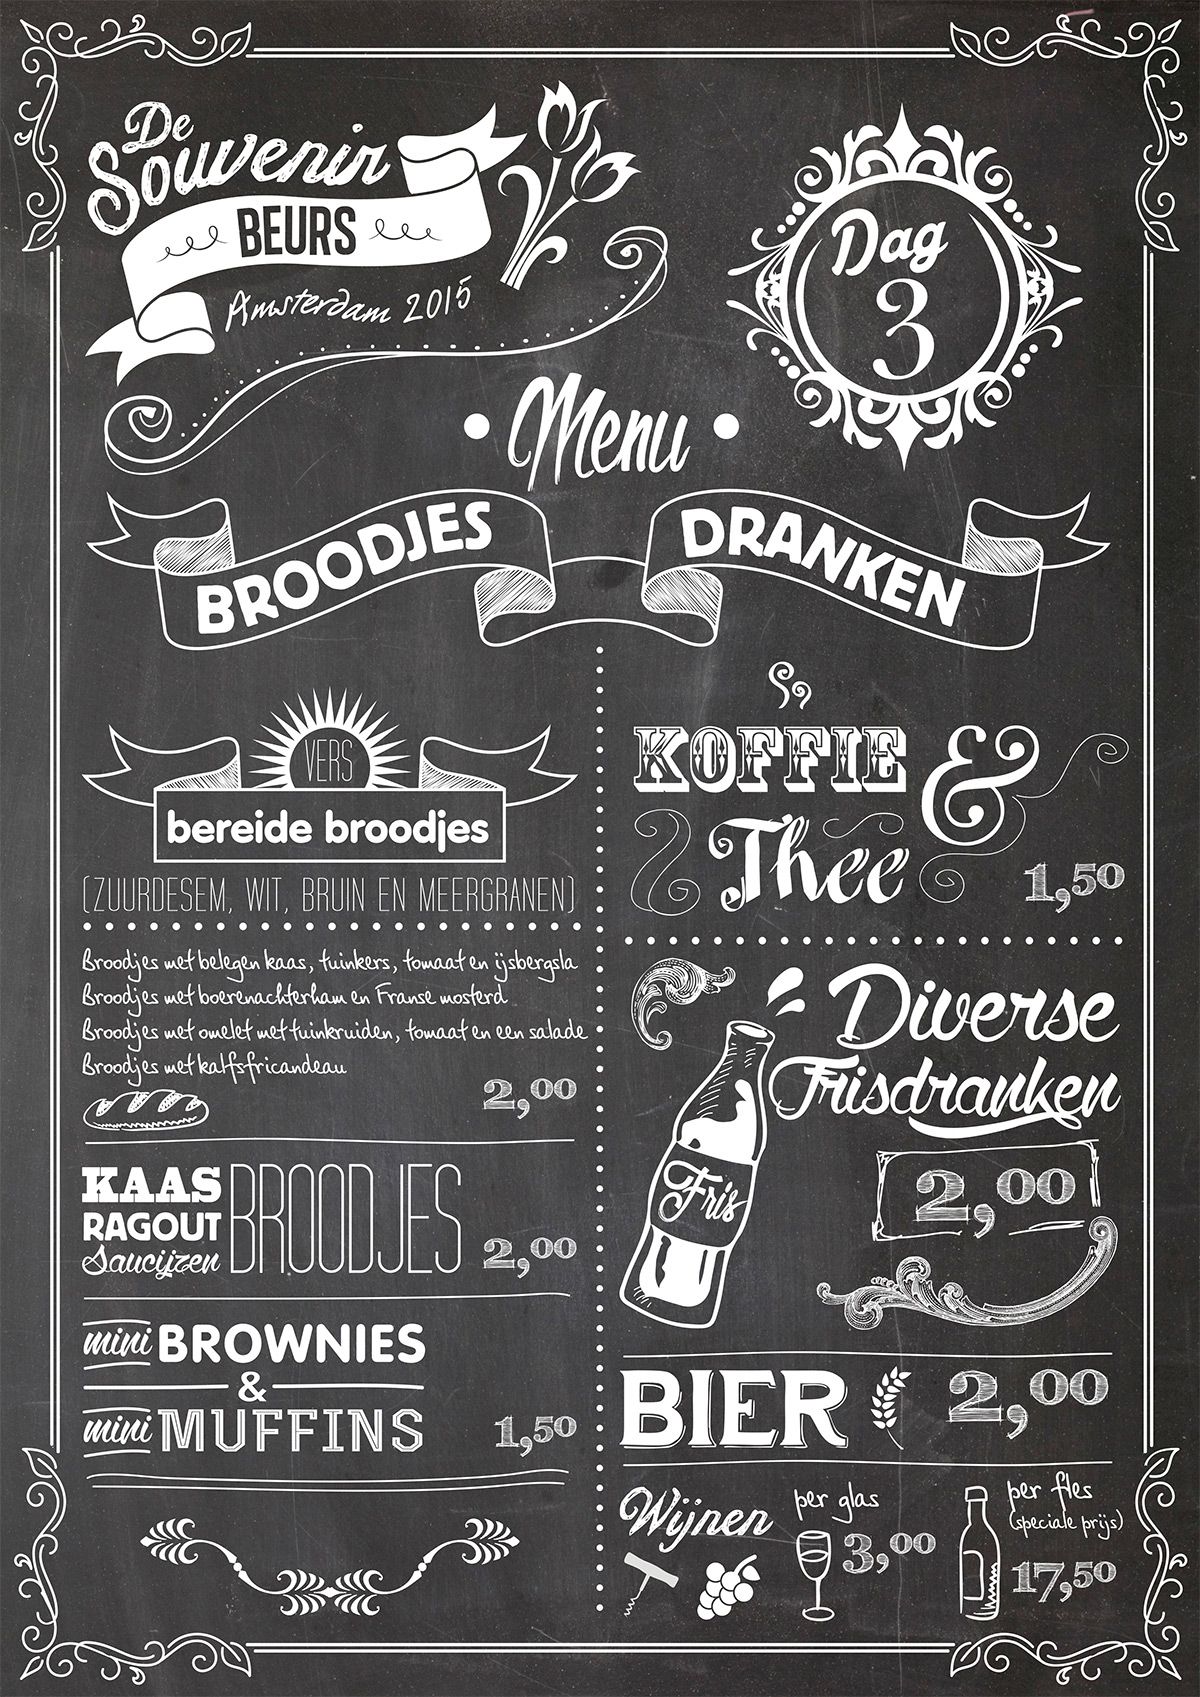 De
Souvenir
BEURS
Amsterdam 2015
Dag
3
Menu
BROODJES
DRANKEN
VERS
bereide broodjes
(ZUURDESEM, WIT, BRUIN EN MEERGRANEN)
Broodjes met belegen kaas, tuinkers, tomaat en ijsbergsla
Broodjes met boerenachterham en Franse mosterd
Broodjes met omelet met tuinkruiden, tomaat en een salade
Broodjes met kalfsfricandeau
2,00
KAAS
RAGOUT
Saucijzen
BROODJES
2,00
mini BROWNIES
&
mini MUFFINS
1,50
KOFFIE &
Thee
1,50
Diverse
Frisdranken
Fris
2,00
BIER 2,00
Wijnen
per glas
3,00
per fles
(speciale prijs)
17,50